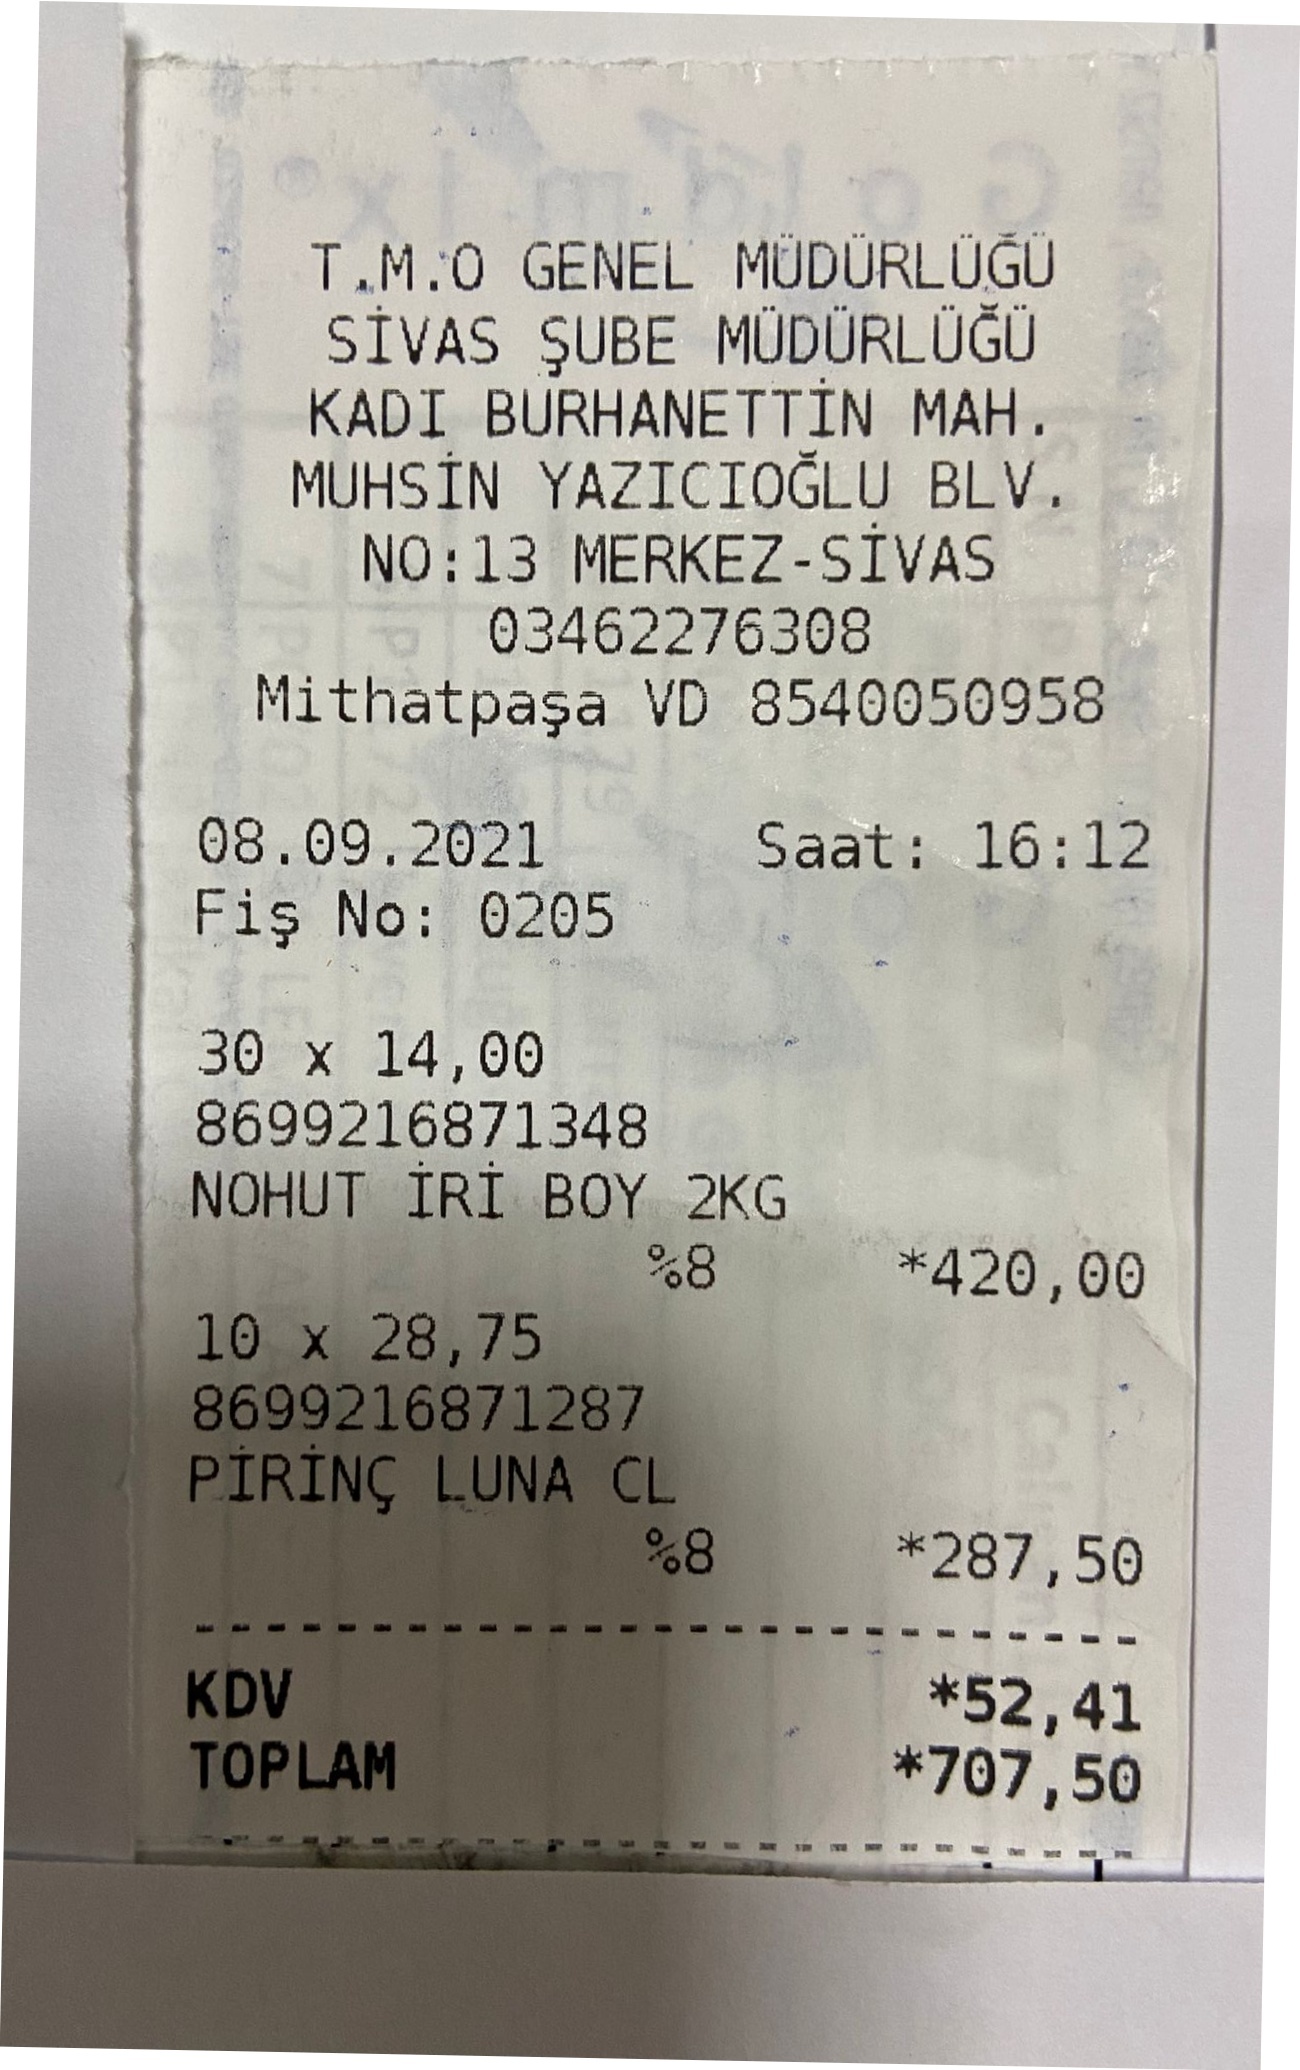 T.M.O GENEL MÜDÜRLÜĞÜ
SİVAS ŞUBE MÜDÜRLÜĞÜ
KADI BURHANETTİN MAH.
MUHSİN YAZICIOĞLU BLV.
NO:13 MERKEZ-SİVAS
03462276308
Mithatpaşa VD 8540050958
08.09.2021 Saat: 16:12
Fiş No: 0205
30 x 14,00
8699216871348
NOHUT İRİ BOY 2KG
%8 *420,00
10 x 28,75
8699216871287
PİRİNÇ LUNA CL
%8 *287,50
KDV *52,41
TOPLAM *707,50